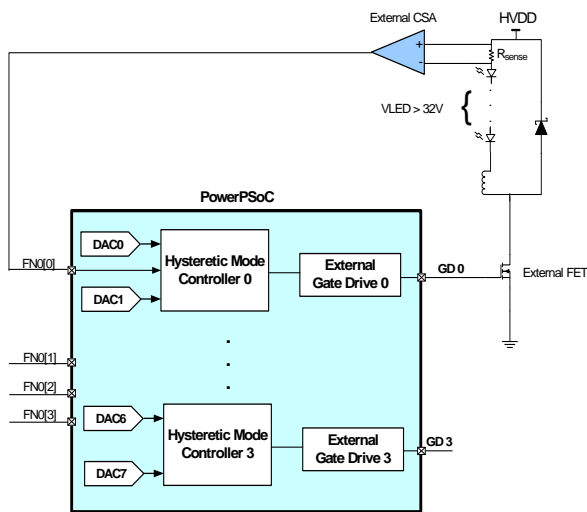 External CSA
HVDD
+
-
Rsense
VLED > 32V
{
PowerPSoC
DAC0
FN0[0]
Hysteretic Mode
Controller 0
External
Gate Drive 0
GD 0
External FET
DAC1
FN0[1]
FN0[2]
FN0[3]
DAC6
Hysteretic Mode
Controller 3
External
Gate Drive 3
GD 3
DAC7